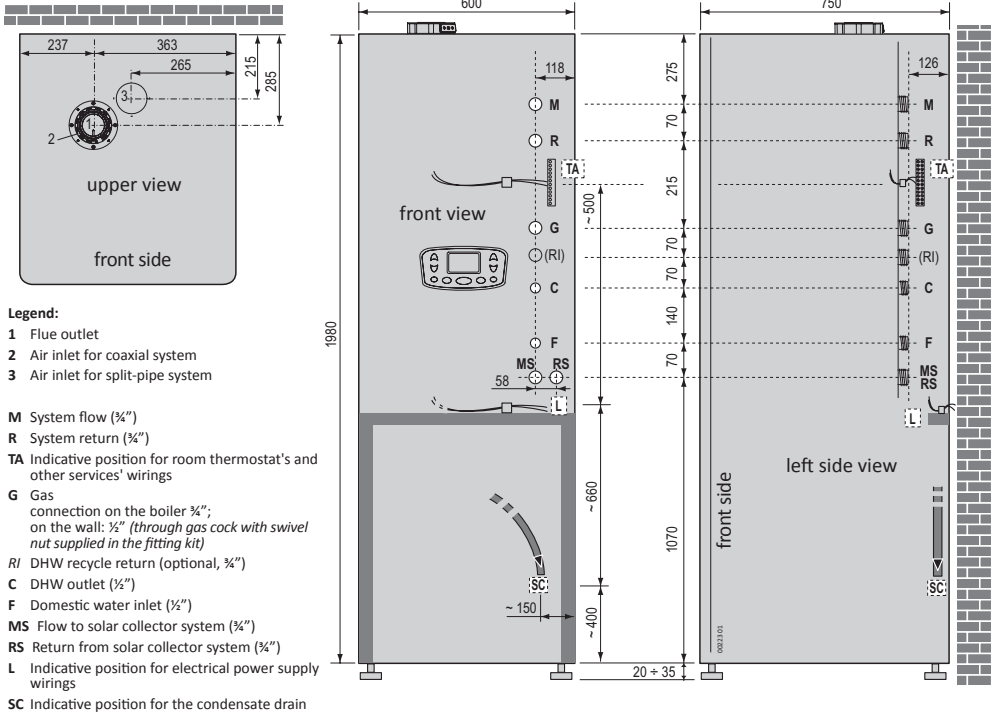 600
750
237
363
265
215
285
3
1
2
upper view
front side
118
M
R
TA
front view
G
(RI)
C
F
MS
RS
58
L
SC
~ 150
1980
~ 500
~ 660
~ 400
275
70
215
70
70
140
70
1070
20 ÷ 35
126
M
R
TA
G
(RI)
C
F
MS
RS
L
left side view
front side
SC
00223 01
Legend:
1 Flue outlet
2 Air inlet for coaxial system
3 Air inlet for split-pipe system
M System flow (¾”)
R System return (¾”)
TA Indicative position for room thermostat's and
other services' wirings
G Gas
connection on the boiler ¾”;
on the wall: ½” (through gas cock with swivel
nut supplied in the fitting kit)
RI DHW recycle return (optional, ¾”)
C DHW outlet (½”)
F Domestic water inlet (½”)
MS Flow to solar collector system (¾”)
RS Return from solar collector system (¾”)
L Indicative position for electrical power supply
wirings
SC Indicative position for the condensate drain